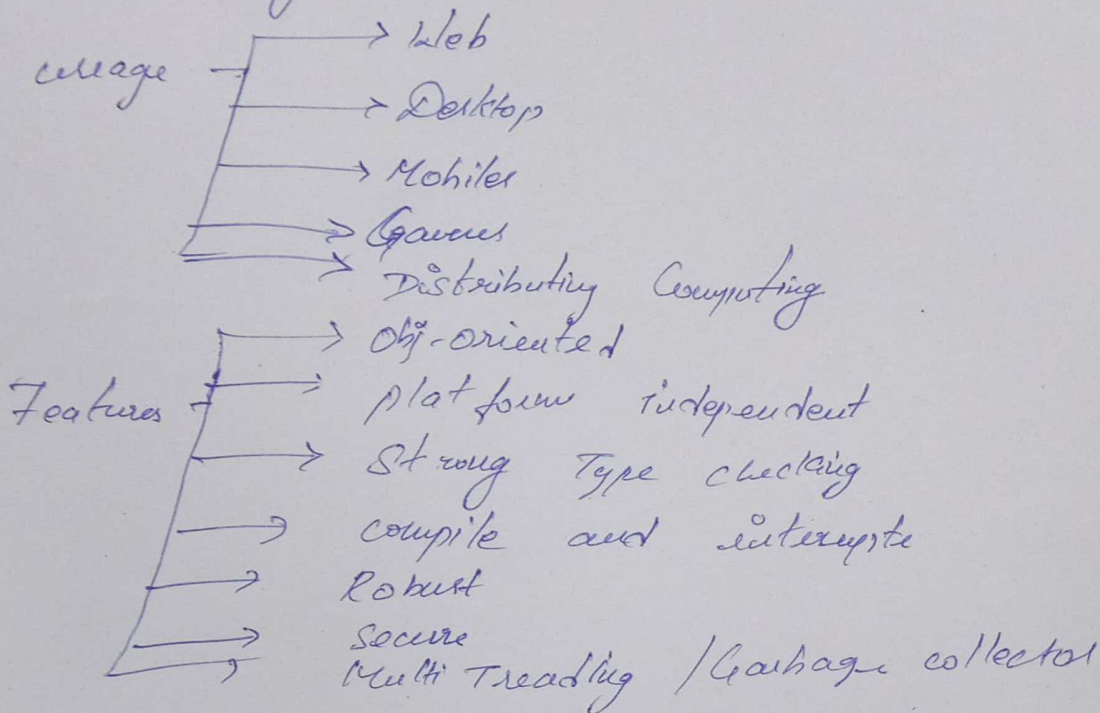 Usage
Web
Desktop
Mobiles
Games
Distributing Computing
Features
Obj-oriented
platform independent
Strong Type checking
compile and
Robust
Secure
Multi Treading / Garbage collector